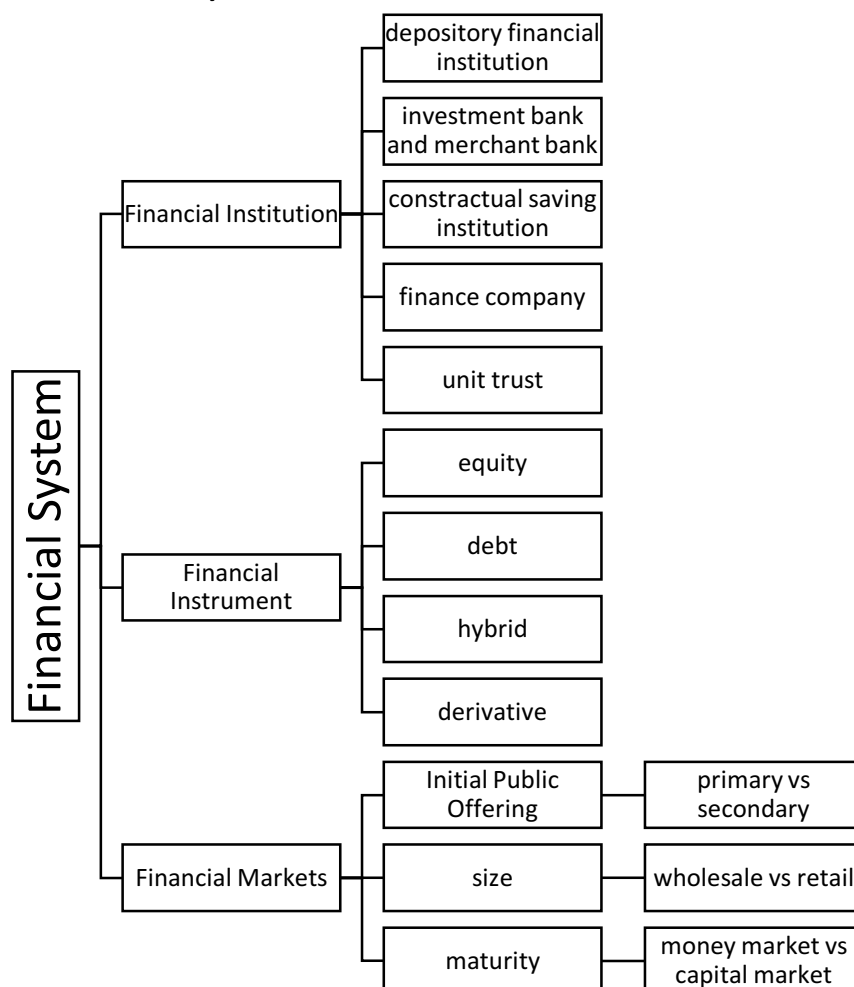 Financial System
Financial Institution
depository financial
institution
investment bank
and merchant bank
constractual saving
institution
finance company
unit trust
Financial
Instrument
equity
debt
hybrid
derivative
Financial Markets
Initial Public
Offering
primary vs
secondary
size
wholesale vs retail
maturity
money market vs
capital market